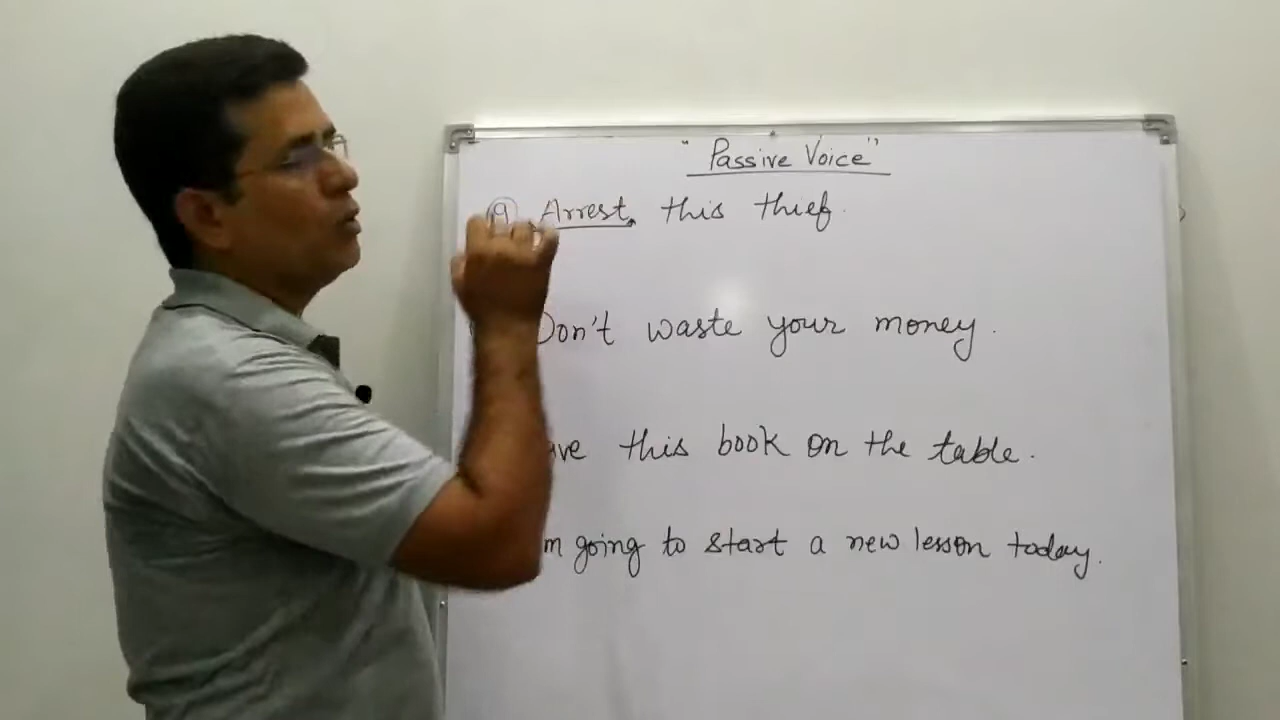 "Passive Voice"
9 Arrest this thief.
Don't waste your money.
this book on the table.
going to start a new lesson today.